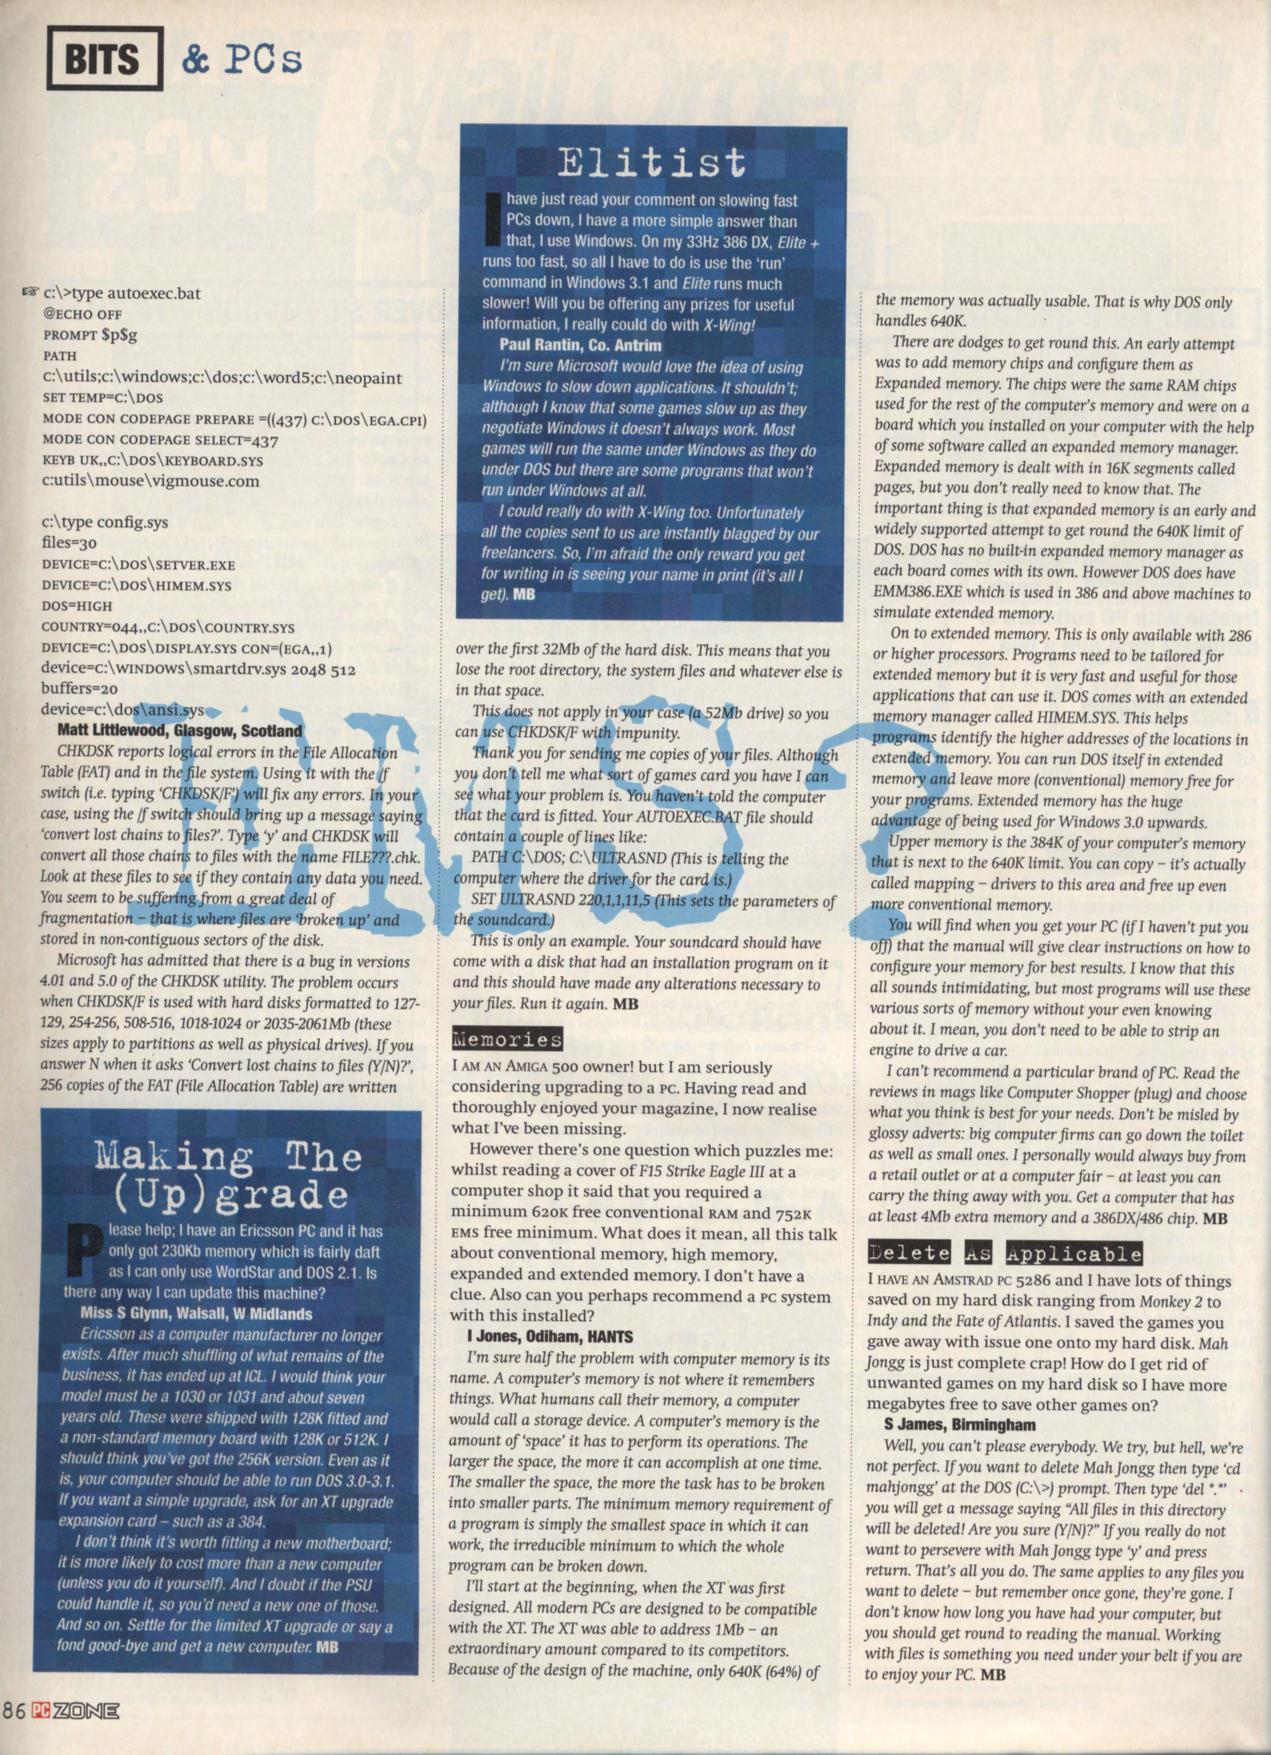 BITS & PCs
☞ c:\>type autoexec.bat
@ECHO OFF
PROMPT $p$g
PATH
c:\utils;c:\windows;c:\dos;c:\word5;c:\neopaint
SET TEMP=C:\DOS
MODE CON CODEPAGE PREPARE =((437) C:\DOS\EGA.CPI)
MODE CON CODEPAGE SELECT=437
KEYB UK,,C:\DOS\KEYBOARD.SYS
c:utils\mouse\vigmouse.com
c:\type config.sys
files=30
DEVICE=C:\DOS\SETVER.EXE
DEVICE=C:\DOS\HIMEM.SYS
DOS=HIGH
COUNTRY=044,,C:\DOS\COUNTRY.SYS
DEVICE=C:\DOS\DISPLAY.SYS CON=(EGA,,1)
device=C:\WINDOWS\smartdrv.sys 2048 512
buffers=20
device=c:\dos\ansi.sys
Matt Littlewood, Glasgow, Scotland
CHKDSK reports logical errors in the File Allocation
Table (FAT) and in the file system. Using it with the /f
switch (i.e. typing 'CHKDSK/F') will fix any errors. In your
case, using the /f switch should bring up a message saying
'convert lost chains to files?'. Type 'y' and CHKDSK will
convert all those chains to files with the name FILE???.chk.
Look at these files to see if they contain any data you need.
You seem to be suffering from a great deal of
fragmentation – that is where files are 'broken up' and
stored in non-contiguous sectors of the disk.
Microsoft has admitted that there is a bug in versions
4.01 and 5.0 of the CHKDSK utility. The problem occurs
when CHKDSK/F is used with hard disks formatted to 127-
129, 254-256, 508-516, 1018-1024 or 2035-2061Mb (these
sizes apply to partitions as well as physical drives). If you
answer N when it asks 'Convert lost chains to files (Y/N)?',
256 copies of the FAT (File Allocation Table) are written
Making The
(Up)grade
Please help; I have an Ericsson PC and it has
only got 230Kb memory which is fairly daft
as I can only use WordStar and DOS 2.1. Is
there any way I can update this machine?
Miss S Glynn, Walsall, W Midlands
Ericsson as a computer manufacturer no longer
exists. After much shuffling of what remains of the
business, it has ended up at ICL. I would think your
model must be a 1030 or 1031 and about seven
years old. These were shipped with 128K fitted and
a non-standard memory board with 128K or 512K. I
should think you've got the 256K version. Even as it
is, your computer should be able to run DOS 3.0-3.1.
If you want a simple upgrade, ask for an XT upgrade
expansion card – such as a 384.
I don't think it's worth fitting a new motherboard;
it is more likely to cost more than a new computer
(unless you do it yourself). And I doubt if the PSU
could handle it, so you'd need a new one of those.
And so on. Settle for the limited XT upgrade or say a
fond good-bye and get a new computer. MB
Elitist
I have just read your comment on slowing fast
PCs down, I have a more simple answer than
that, I use Windows. On my 33Hz 386 DX, Elite +
runs too fast, so all I have to do is use the 'run'
command in Windows 3.1 and Elite runs much
slower! Will you be offering any prizes for useful
information, I really could do with X-Wing!
Paul Rantin, Co. Antrim
I'm sure Microsoft would love the idea of using
Windows to slow down applications. It shouldn't;
although I know that some games slow up as they
negotiate Windows it doesn't always work. Most
games will run the same under Windows as they do
under DOS but there are some programs that won't
run under Windows at all.
I could really do with X-Wing too. Unfortunately
all the copies sent to us are instantly blagged by our
freelancers. So, I'm afraid the only reward you get
for writing in is seeing your name in print (it's all I
get). MB
over the first 32Mb of the hard disk. This means that you
lose the root directory, the system files and whatever else is
in that space.
This does not apply in your case (a 52Mb drive) so you
can use CHKDSK/F with impunity.
Thank you for sending me copies of your files. Although
you don't tell me what sort of games card you have I can
see what your problem is. You haven't told the computer
that the card is fitted. Your AUTOEXEC.BAT file should
contain a couple of lines like:
PATH C:\DOS; C:\ULTRASND (This is telling the
computer where the driver for the card is.)
SET ULTRASND 220,1,1,11,5 (This sets the parameters of
the soundcard.)
This is only an example. Your soundcard should have
come with a disk that had an installation program on it
and this should have made any alterations necessary to
your files. Run it again. MB
EMS?
Memories
I AM AN AMIGA 500 owner! but I am seriously
considering upgrading to a PC. Having read and
thoroughly enjoyed your magazine, I now realise
what I've been missing.
However there's one question which puzzles me:
whilst reading a cover of F15 Strike Eagle III at a
computer shop it said that you required a
minimum 620K free conventional RAM and 752K
EMS free minimum. What does it mean, all this talk
about conventional memory, high memory,
expanded and extended memory. I don't have a
clue. Also can you perhaps recommend a PC system
with this installed?
I Jones, Odiham, HANTS
I'm sure half the problem with computer memory is its
name. A computer's memory is not where it remembers
things. What humans call their memory, a computer
would call a storage device. A computer's memory is the
amount of 'space' it has to perform its operations. The
larger the space, the more it can accomplish at one time.
The smaller the space, the more the task has to be broken
into smaller parts. The minimum memory requirement of
a program is simply the smallest space in which it can
work, the irreducible minimum to which the whole
program can be broken down.
I'll start at the beginning, when the XT was first
designed. All modern PCs are designed to be compatible
with the XT. The XT was able to address 1Mb – an
extraordinary amount compared to its competitors.
Because of the design of the machine, only 640K (64%) of
the memory was actually usable. That is why DOS only
handles 640K.
There are dodges to get round this. An early attempt
was to add memory chips and configure them as
Expanded memory. The chips were the same RAM chips
used for the rest of the computer's memory and were on a
board which you installed on your computer with the help
of some software called an expanded memory manager.
Expanded memory is dealt with in 16K segments called
pages, but you don't really need to know that. The
important thing is that expanded memory is an early and
widely supported attempt to get round the 640K limit of
DOS. DOS has no built-in expanded memory manager as
each board comes with its own. However DOS does have
EMM386.EXE which is used in 386 and above machines to
simulate extended memory.
On to extended memory. This is only available with 286
or higher processors. Programs need to be tailored for
extended memory but it is very fast and useful for those
applications that can use it. DOS comes with an extended
memory manager called HIMEM.SYS. This helps
programs identify the higher addresses of the locations in
extended memory. You can run DOS itself in extended
memory and leave more (conventional) memory free for
your programs. Extended memory has the huge
advantage of being used for Windows 3.0 upwards.
Upper memory is the 384K of your computer's memory
that is next to the 640K limit. You can copy – it's actually
called mapping – drivers to this area and free up even
more conventional memory.
You will find when you get your PC (if I haven't put you
off) that the manual will give clear instructions on how to
configure your memory for best results. I know that this
all sounds intimidating, but most programs will use these
various sorts of memory without your even knowing
about it. I mean, you don't need to be able to strip an
engine to drive a car.
I can't recommend a particular brand of PC. Read the
reviews in mags like Computer Shopper (plug) and choose
what you think is best for your needs. Don't be misled by
glossy adverts: big computer firms can go down the toilet
as well as small ones. I personally would always buy from
a retail outlet or at a computer fair – at least you can
carry the thing away with you. Get a computer that has
at least 4Mb extra memory and a 386DX/486 chip. MB
Delete As Applicable
I HAVE AN AMSTRAD PC 5286 and I have lots of things
saved on my hard disk ranging from Monkey 2 to
Indy and the Fate of Atlantis. I saved the games you
gave away with issue one onto my hard disk. Mah
Jongg is just complete crap! How do I get rid of
unwanted games on my hard disk so I have more
megabytes free to save other games on?
S James, Birmingham
Well, you can't please everybody. We try, but hell, we're
not perfect. If you want to delete Mah Jongg then type 'cd
mahjongg' at the DOS (C:\>) prompt. Then type 'del *.*'
you will get a message saying "All files in this directory
will be deleted! Are you sure (Y/N)?" If you really do not
want to persevere with Mah Jongg type 'y' and press
return. That's all you do. The same applies to any files you
want to delete – but remember once gone, they're gone. I
don't know how long you have had your computer, but
you should get round to reading the manual. Working
with files is something you need under your belt if you are
to enjoy your PC. MB
86 PC ZONE